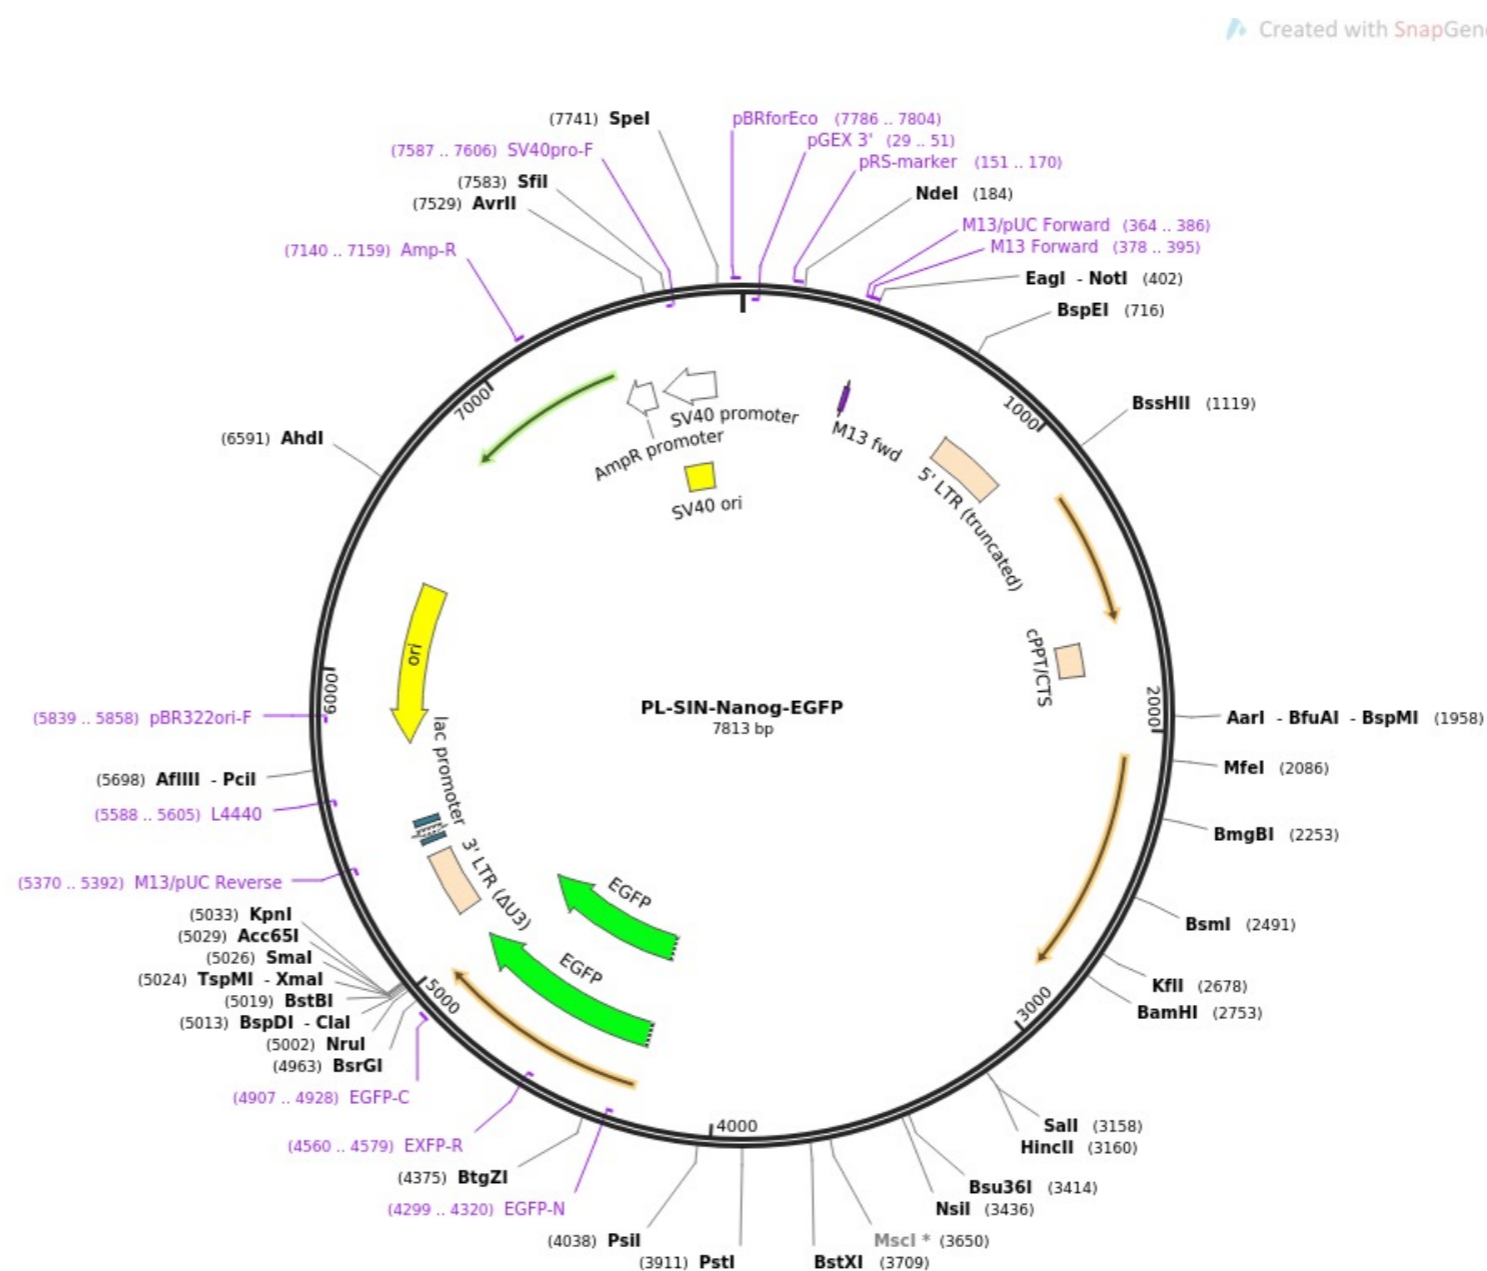 Created with SnapGene
(7741) SpeI
pBRforEco (7786 .. 7804)
pGEX 3' (29 .. 51)
(7587 .. 7606) SV40pro-F
pRS-marker (151 .. 170)
(7583) SfiI
NdeI (184)
(7529) AvrII
M13/pUC Forward (364 .. 386)
(7140 .. 7159) Amp-R
M13 Forward (378 .. 395)
EagI - NotI (402)
BspEI (716)
7000
1000
BssHII (1119)
SV40 promoter
M13 fwd
(6591) AhdI
AmpR promoter
5' LTR (truncated)
SV40 ori
ori
cPPT/CTS
6000
PL-SIN-Nanog-EGFP
7813 bp
2000
(5839 .. 5858) pBR322ori-F
AarI - BfuAI - BspMI (1958)
lac promoter
MfeI (2086)
(5698) AflIII - PciI
(5588 .. 5605) L4440
BmgBI (2253)
3' LTR (ΔU3)
(5370 .. 5392) M13/pUC Reverse
EGFP
(5033) KpnI
BsmI (2491)
(5029) Acc65I
(5026) SmaI
EGFP
(5024) TspMI - XmaI
KflI (2678)
(5019) BstBI
5000
3000
BamHI (2753)
(5013) BspDI - ClaI
(5002) NruI
(4963) BsrGI
(4907 .. 4928) EGFP-C
4000
SalI (3158)
(4560 .. 4579) EXFP-R
HincII (3160)
(4375) BtgZI
Bsu36I (3414)
(4299 .. 4320) EGFP-N
NsiI (3436)
(4038) PsiI
MscI * (3650)
(3911) PstI
BstXI (3709)